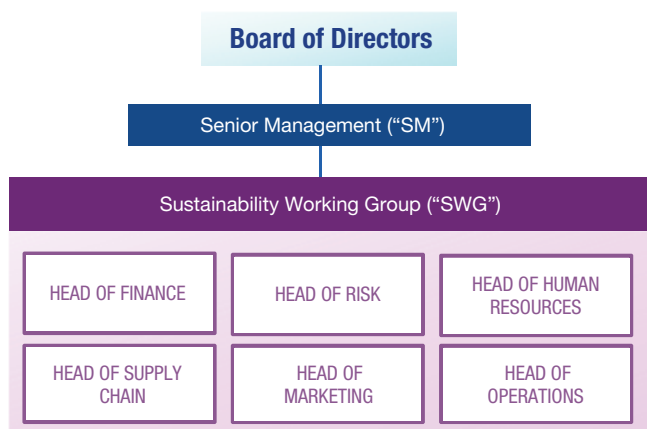 Board of Directors
Senior Management (“SM”)
Sustainability Working Group (“SWG”)
HEAD OF FINANCE
HEAD OF RISK
HEAD OF HUMAN
RESOURCES
HEAD OF SUPPLY
CHAIN
HEAD OF
MARKETING
HEAD OF
OPERATIONS